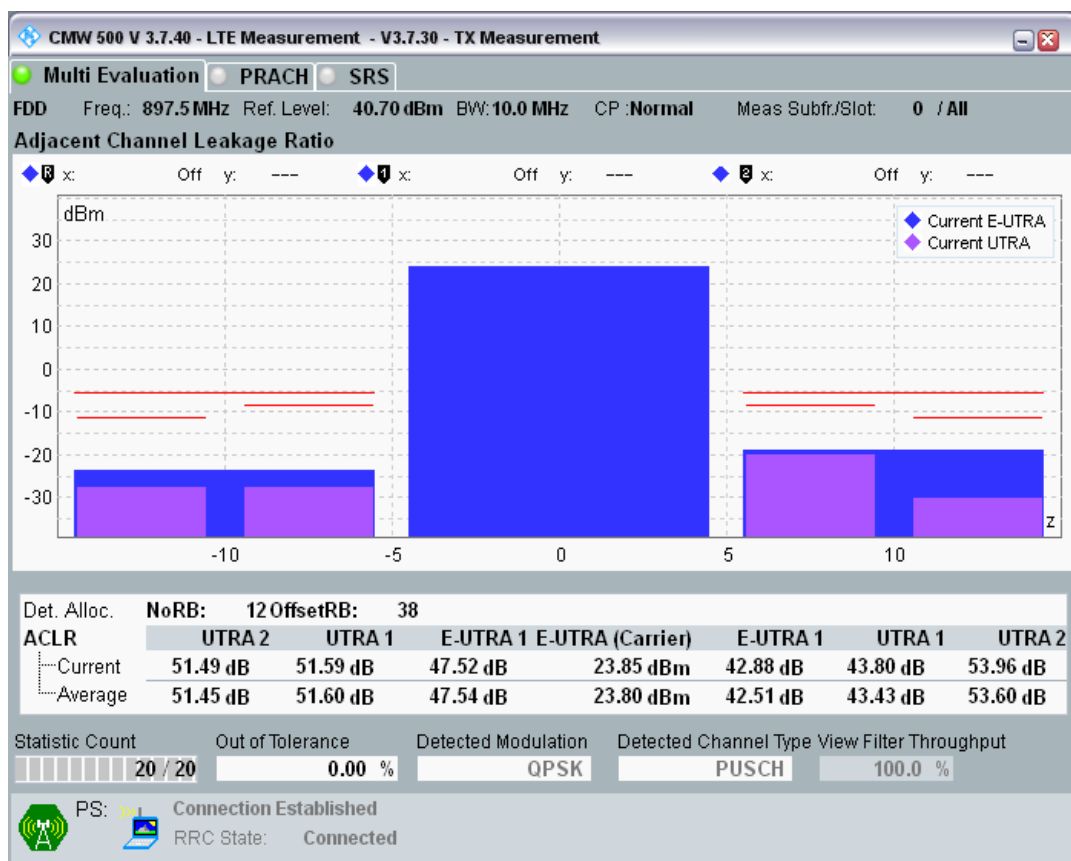 CMW 500 V 3.7.40 - LTE Measurement - V3.7.30 - TX Measurement
Multi Evaluation PRACH SRS
FDD Freq.: 897.5 MHz Ref. Level: 40.70 dBm BW: 10.0 MHz CP :Normal Meas Subfr./Slot: 0 / All
Adjacent Channel Leakage Ratio
R x: Off y: --- 1 x: Off y: --- 2 x: Off y: ---
dBm
Current E-UTRA
Current UTRA
30
20
10
0
-10
-20
-30
z
-10 -5 0 5 10
Det. Alloc. NoRB: 12 OffsetRB: 38
ACLR UTRA 2 UTRA 1 E-UTRA 1 E-UTRA (Carrier) E-UTRA 1 UTRA 1 UTRA 2
Current 51.49 dB 51.59 dB 47.52 dB 23.85 dBm 42.88 dB 43.80 dB 53.96 dB
Average 51.45 dB 51.60 dB 47.54 dB 23.80 dBm 42.51 dB 43.43 dB 53.60 dB
Statistic Count Out of Tolerance Detected Modulation Detected Channel Type View Filter Throughput
20 / 20 0.00 % QPSK PUSCH 100.0 %
PS: Connection Established
RRC State: Connected